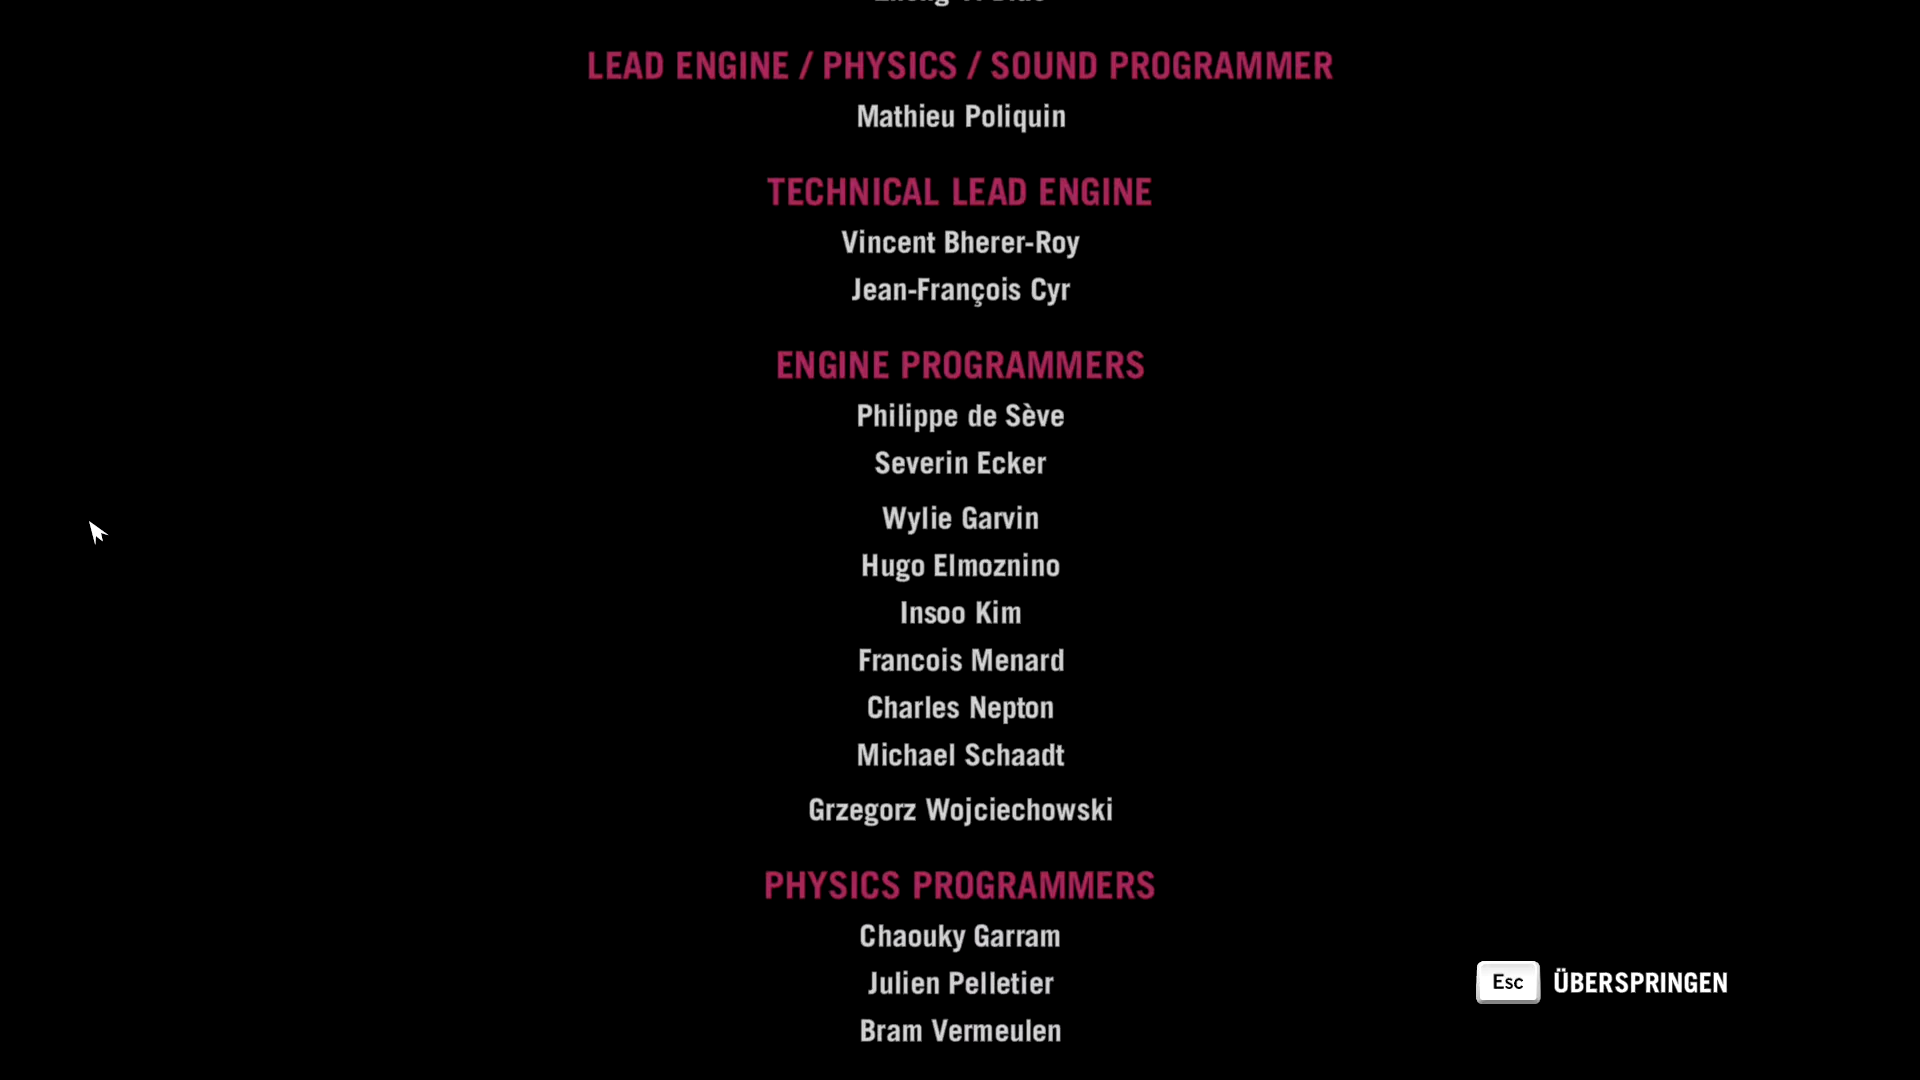 LEAD ENGINE / PHYSICS / SOUND PROGRAMMER
Mathieu Poliquin
TECHNICAL LEAD ENGINE
Vincent Bherer-Roy
Jean-François Cyr
ENGINE PROGRAMMERS
Philippe de Sève
Severin Ecker
Wylie Garvin
Hugo Elmoznino
Insoo Kim
Francois Menard
Charles Nepton
Michael Schaadt
Grzegorz Wojciechowski
PHYSICS PROGRAMMERS
Chaouky Garram
Julien Pelletier
Bram Vermeulen
Esc ÜBERSPRINGEN